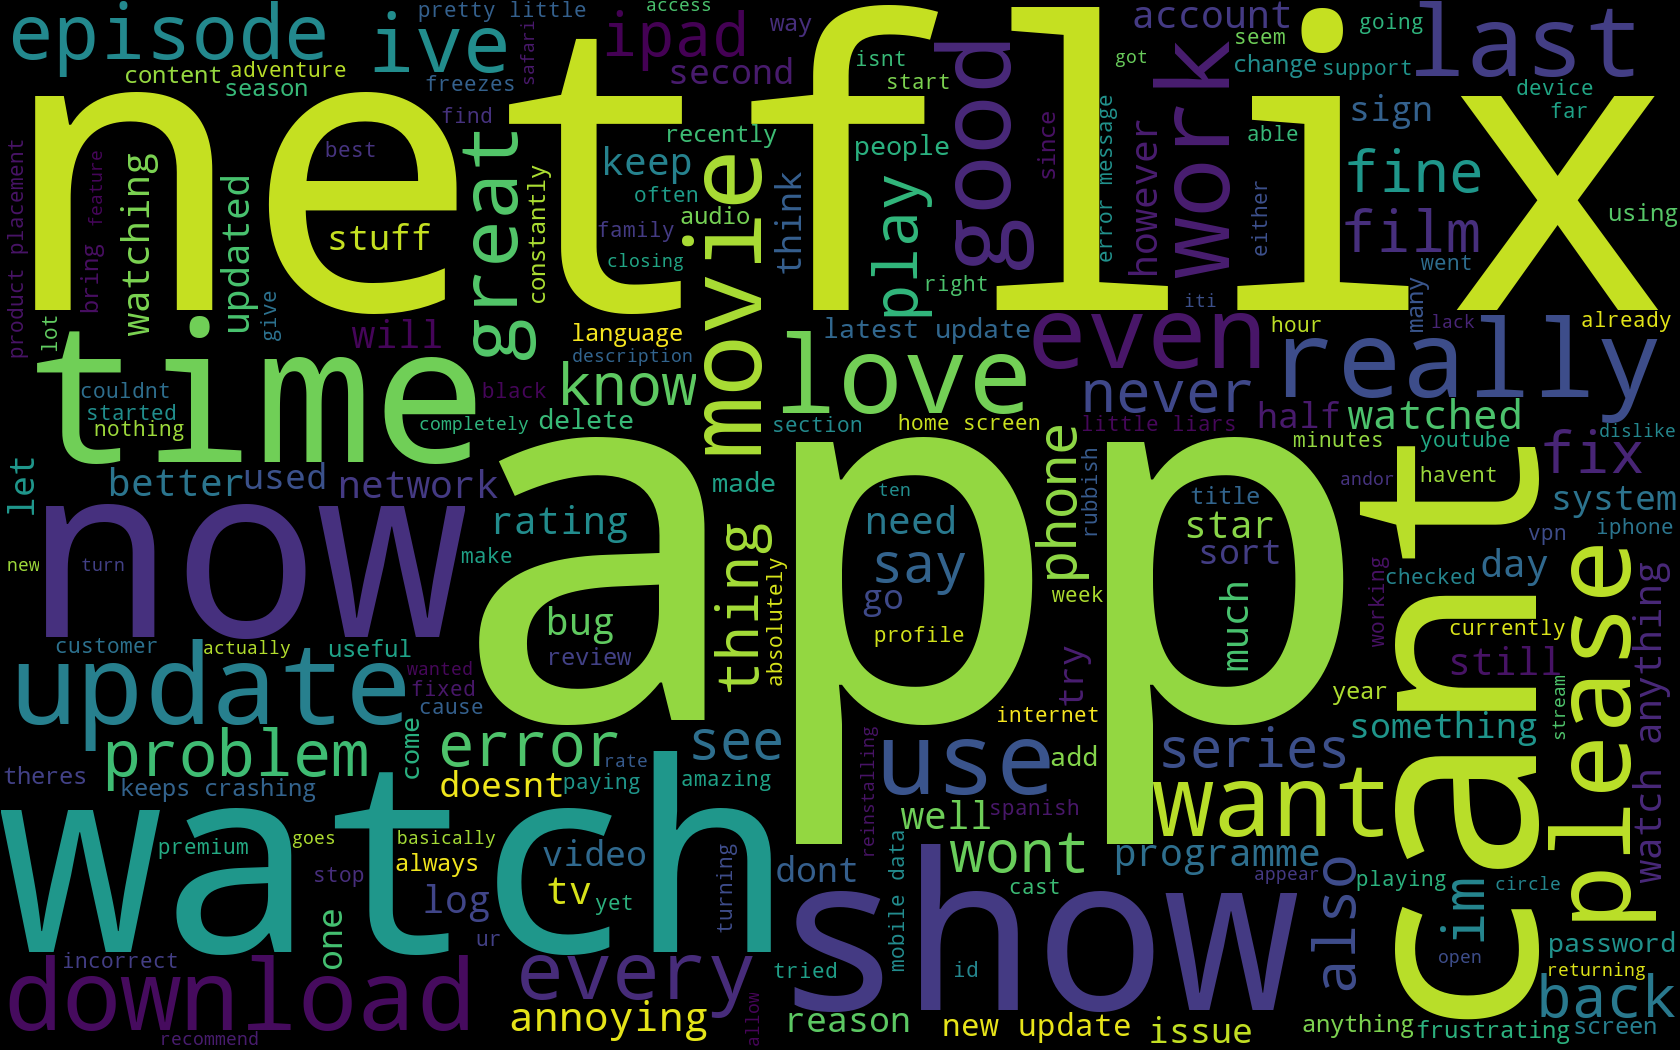 netflix
app
watch
show
cant
now
time
episode
ive
pretty little
access
ipad
way
safari
second
account
seem
going
last
content
adventure
season
freezes
find
isnt
start
got
change
support
device
far
good
work
sign
best
great
recently
keep
often
audio
people
play
think
since
error message
however
able
either
fine
film
using
went
product placement
bring
feature
watching
updated
give
stuff
constantly
family
closing
movie
right
iti
many
lack
already
lot
will
language
description
know
black
love
latest update
even
hour
really
never
couldnt
started
nothing
completely
delete
section
home screen
little liars
half
watched
minutes
youtube
dislike
fix
havent
let
better
used
network
made
ten
phone
rubbish
title
andor
system
rating
need
star
vpn
iphone
new
turn
make
thing
say
go
week
sort
checked
day
working
please
watch anything
bug
review
absolutely
profile
much
currently
still
try
customer
actually
useful
wanted
fixed
cause
update
year
internet
something
stream
problem
come
error
see
use
add
series
theres
keeps crashing
rate
doesnt
paying
amazing
reinstalling
well
spanish
want
premium
goes
basically
always
stop
video
tv
yet
log
turning
dont
wont
programme
appear
cast
mobile data
also
playing
circle
im
one
ur
incorrect
download
every
tried
id
open
password
returning
back
annoying
allow
reason
new update
issue
anything
frustrating
screen
recommend